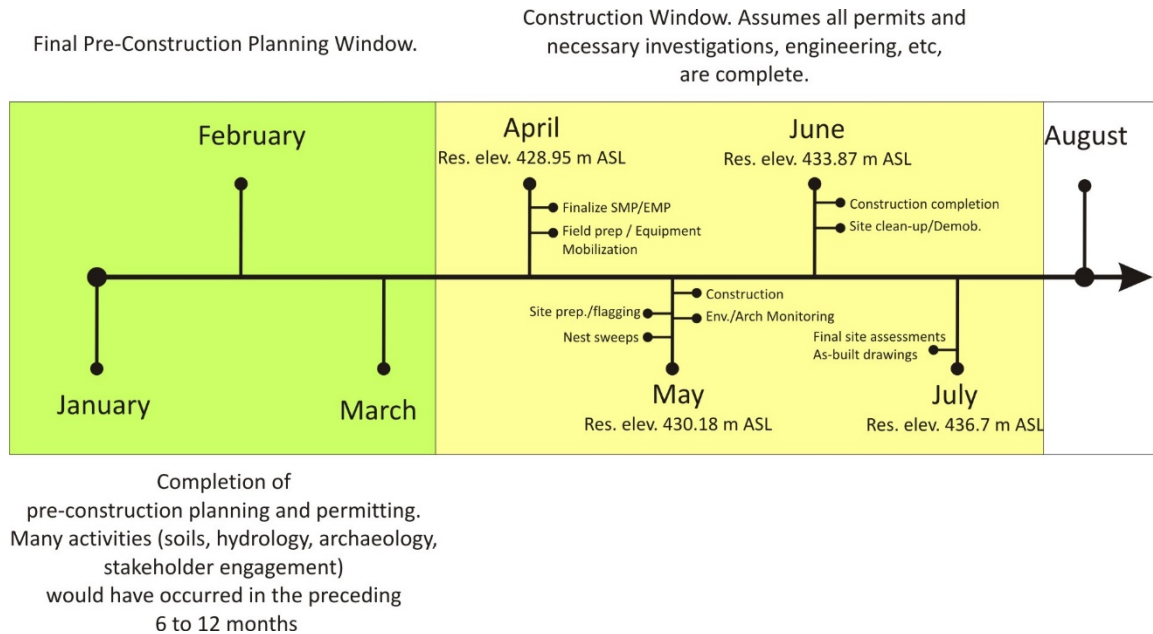 Final Pre-Construction Planning Window.
Construction Window. Assumes all permits and
necessary investigations, engineering, etc,
are complete.
February
April
Res. elev. 428.95 m ASL
June
Res. elev. 433.87 m ASL
August
Finalize SMP/EMP
Field prep / Equipment
Mobilization
Construction completion
Site clean-up/Demob.
Site prep./flagging
Nest sweeps
Construction
Env./Arch Monitoring
Final site assessments
As-built drawings
January
March
May
Res. elev. 430.18 m ASL
July
Res. elev. 436.7 m ASL
Completion of
pre-construction planning and permitting.
Many activities (soils, hydrology, archaeology,
stakeholder engagement)
would have occurred in the preceding
6 to 12 months